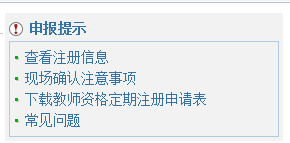 申报提示
查看注册信息
现场确认注意事项
下载教师资格定期注册申请表
常见问题